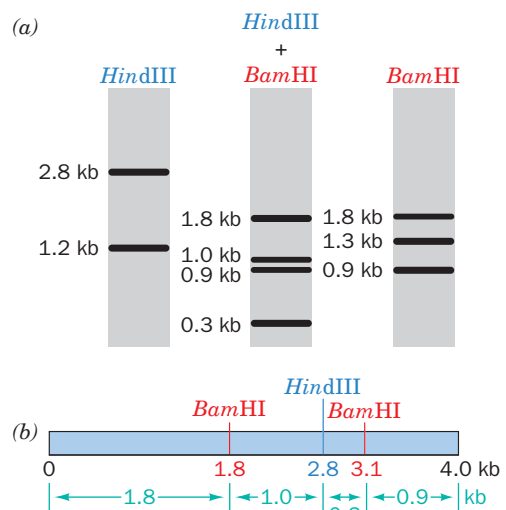 (a)
HindIII
+
HindIII BamHI BamHI
2.8 kb
1.8 kb 1.8 kb
1.2 kb 1.3 kb
1.0 kb
0.9 kb 0.9 kb
0.3 kb
HindIII
BamHI BamHI
(b)
0 1.8 2.8 3.1 4.0 kb
1.8 1.0 0.9 kb